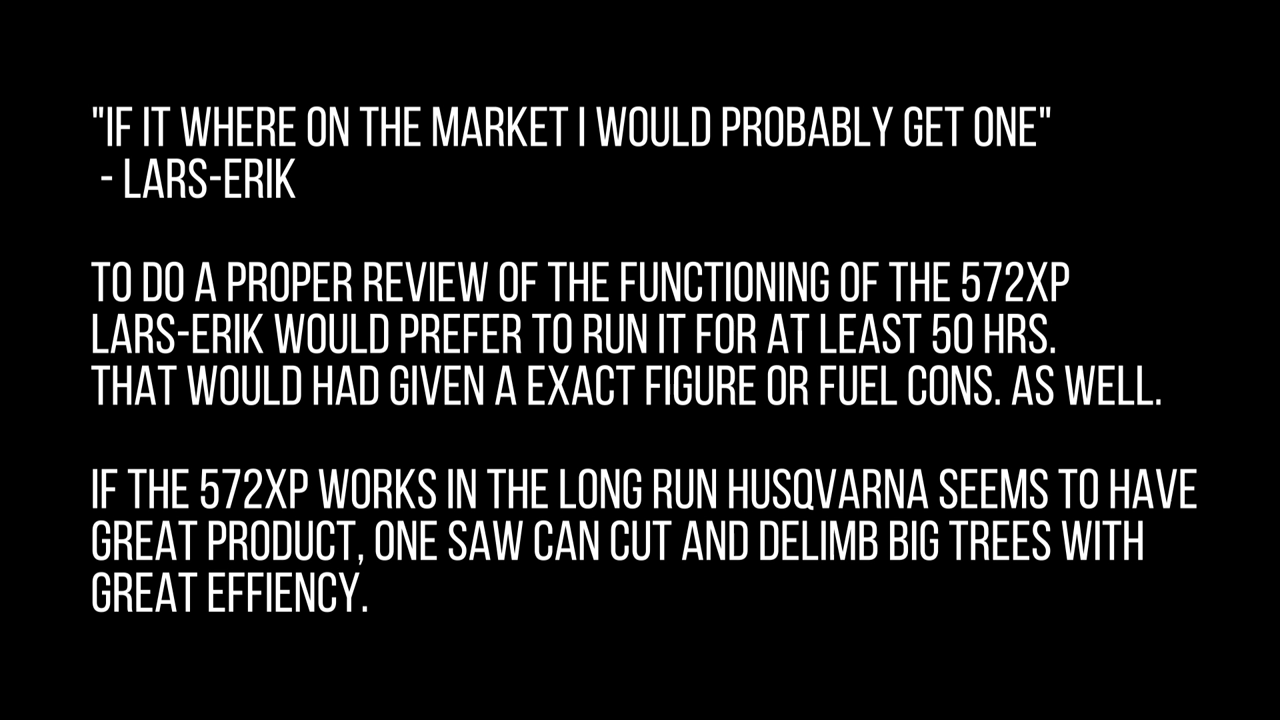 "IF IT WHERE ON THE MARKET I WOULD PROBABLY GET ONE"
- LARS-ERIK
TO DO A PROPER REVIEW OF THE FUNCTIONING OF THE 572XP
LARS-ERIK WOULD PREFER TO RUN IT FOR AT LEAST 50 HRS.
THAT WOULD HAD GIVEN A EXACT FIGURE OR FUEL CONS. AS WELL.
IF THE 572XP WORKS IN THE LONG RUN HUSQVARNA SEEMS TO HAVE
GREAT PRODUCT, ONE SAW CAN CUT AND DELIMB BIG TREES WITH
GREAT EFFIENCY.